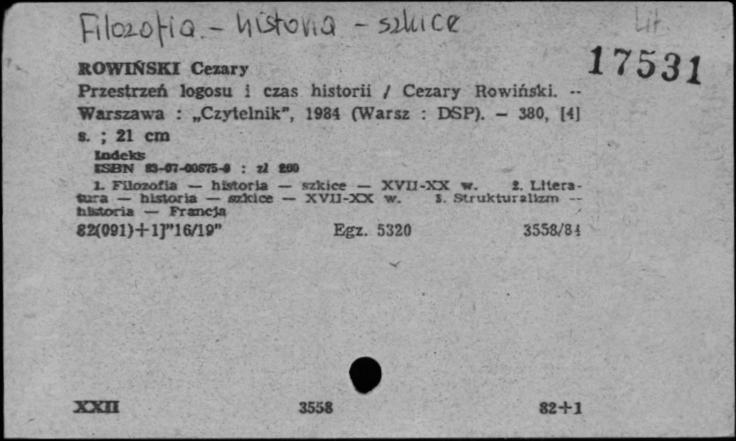 Filozofia. - historia - szkice
Lit.
17531
ROWIŃSKI Cezary
Przestrzeń logosu i czas historii / Cezary Rowiński. --
Warszawa : „Czytelnik”, 1984 (Warsz : DSP). — 380, [4]
s. ; 21 cm
Indeks
ISBN 83-07-00675-9 : zł 200
1. Filozofia — historia — szkice — XVII-XX w. 2. Litera-
tura — historia — szkice — XVII-XX w. 3. Strukturalizm --
historia — Francja
82(091)+1]"16/19" Egz. 5320 3558/84
XXII 3558 82+1